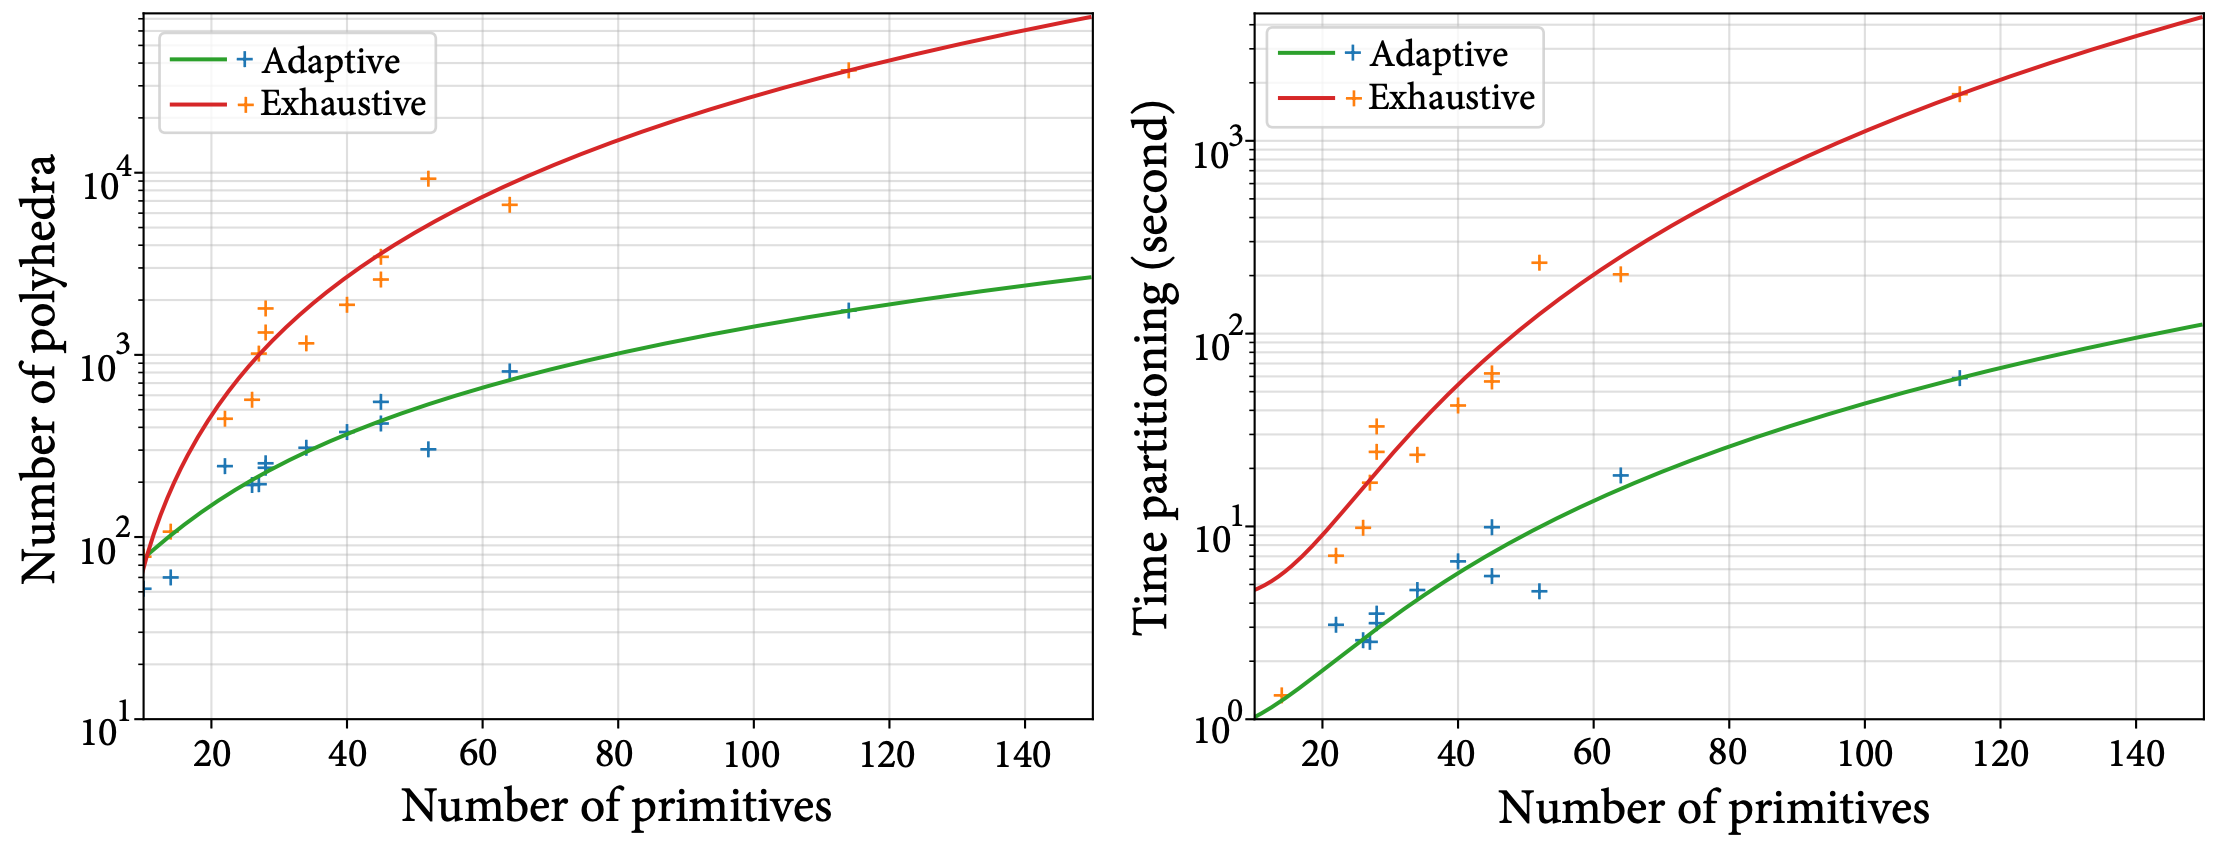 Adaptive
Exhaustive
Number of polyhedra
10^4
10^3
10^2
10^1
20 40 60 80 100 120 140
Number of primitives
Adaptive
Exhaustive
Time partitioning (second)
10^3
10^2
10^1
10^0
20 40 60 80 100 120 140
Number of primitives